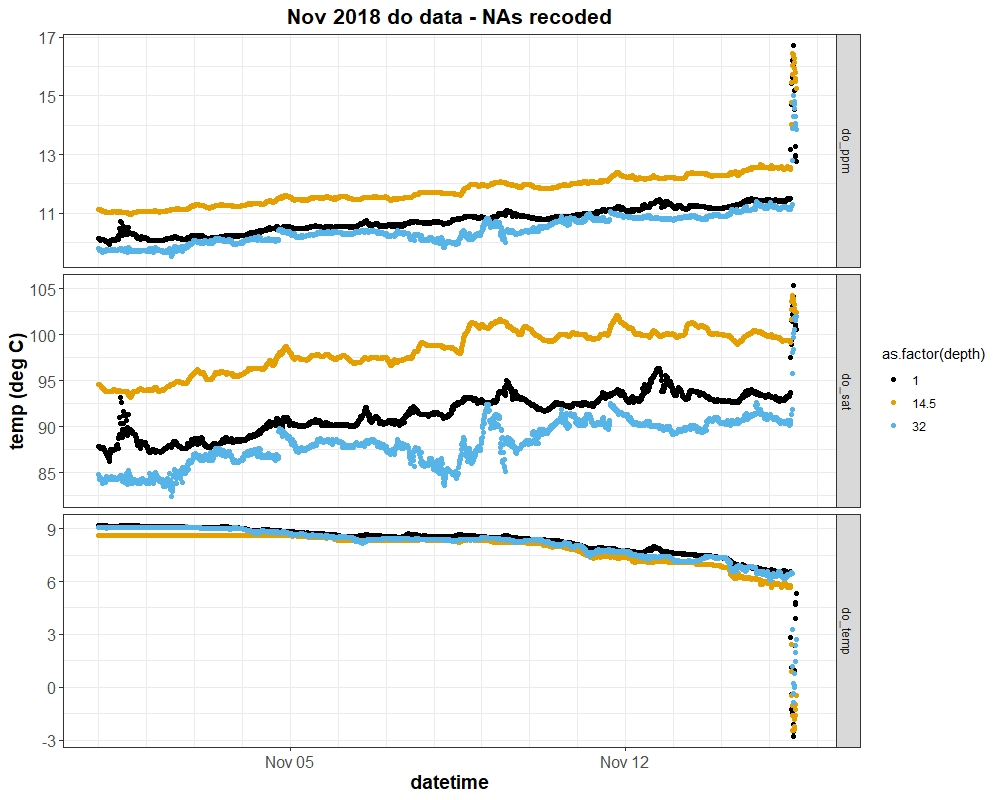 Nov 2018 do data - NAs recoded
17
15
13
11
do_ppm
105
100
95
90
85
do_sat
9
6
3
0
-3
do_temp
temp (deg C)
Nov 05
Nov 12
datetime
as.factor(depth)
1
14.5
32